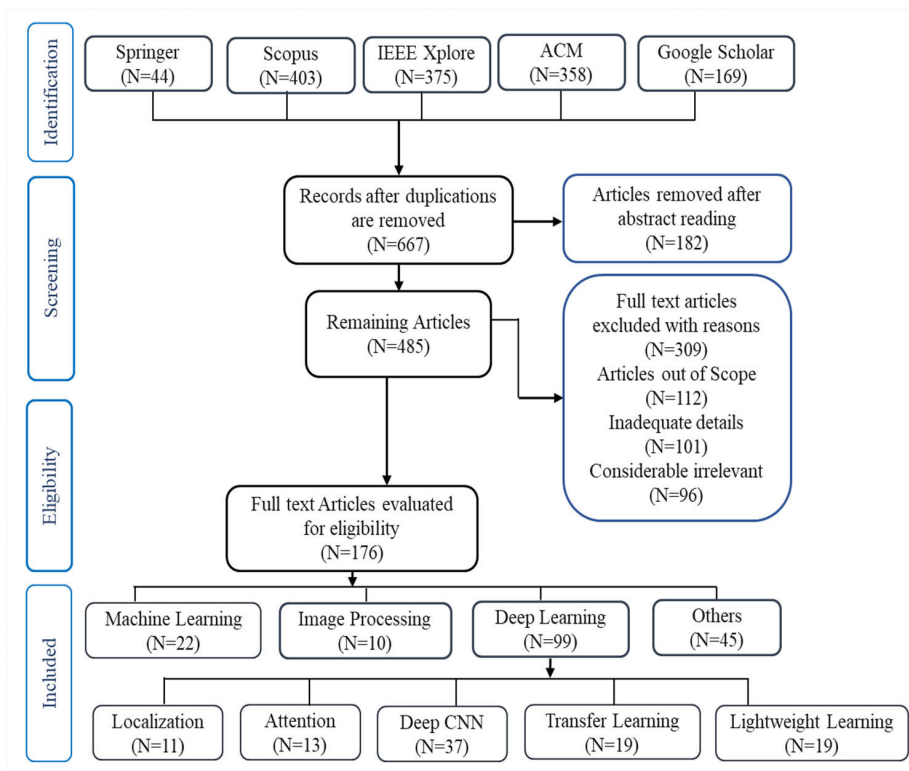 Identification
Springer
(N=44)
Scopus
(N=403)
IEEE Xplore
(N=375)
ACM
(N=358)
Google Scholar
(N=169)
Screening
Records after duplications
are removed
(N=667)
Articles removed after
abstract reading
(N=182)
Remaining Articles
(N=485)
Full text articles
excluded with reasons
(N=309)
Articles out of Scope
(N=112)
Inadequate details
(N=101)
Considerable irrelevant
(N=96)
Eligibility
Full text Articles evaluated
for eligibility
(N=176)
Included
Machine Learning
(N=22)
Image Processing
(N=10)
Deep Learning
(N=99)
Others
(N=45)
Localization
(N=11)
Attention
(N=13)
Deep CNN
(N=37)
Transfer Learning
(N=19)
Lightweight Learning
(N=19)